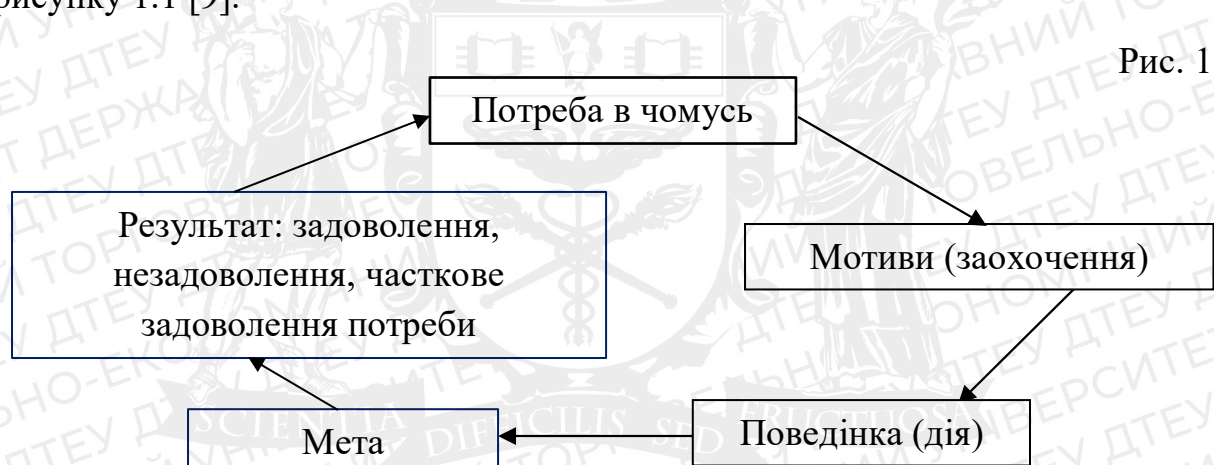 рисунку 1.1 [9].
Рис. 1
Потреба в чомусь
Результат: задоволення,
незадоволення, часткове
задоволення потреби
Мотиви (заохочення)
Мета
Поведінка (дія)